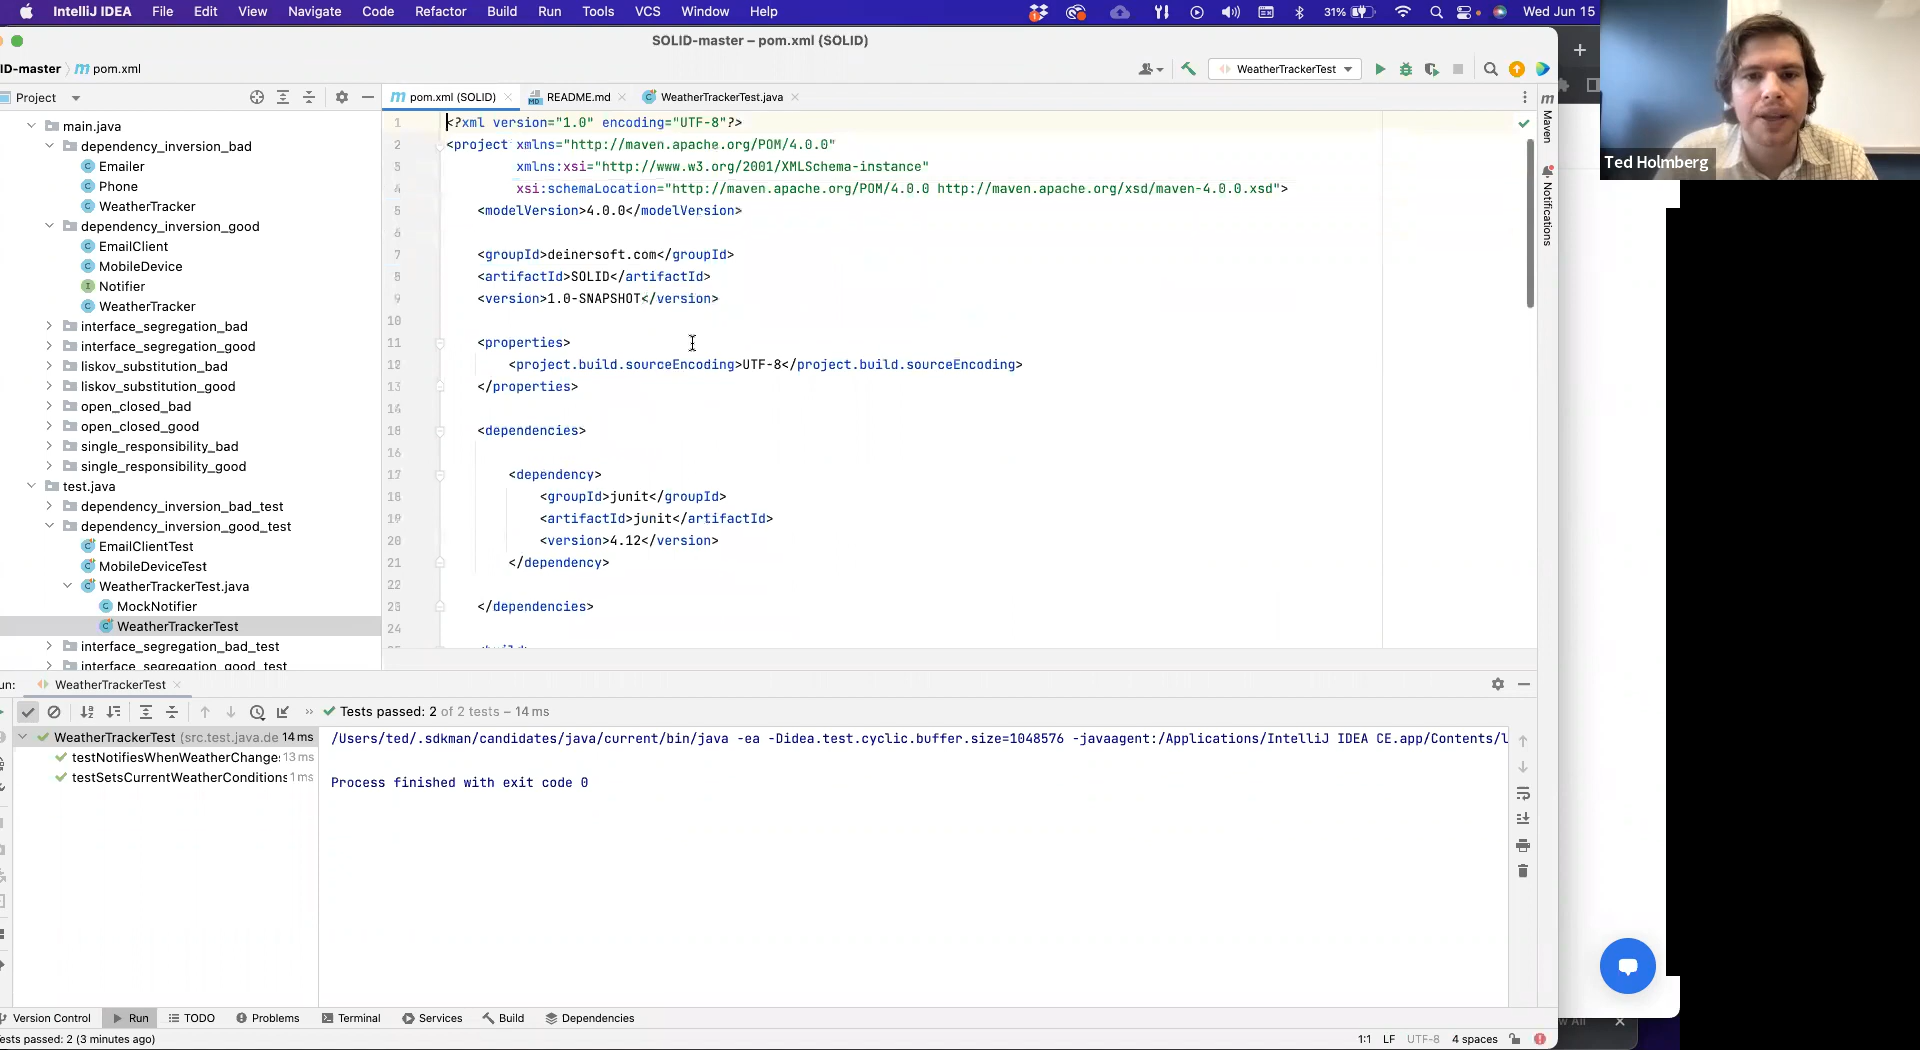 IntelliJ IDEA File Edit View Navigate Code Refactor Build Run Tools VCS Window Help 31% Wed Jun 15
SOLID-master – pom.xml (SOLID)
ID-master pom.xml WeatherTrackerTest
Project
pom.xml (SOLID) README.md WeatherTrackerTest.java
main.java
dependency_inversion_bad
Emailer
Phone
WeatherTracker
dependency_inversion_good
EmailClient
MobileDevice
Notifier
WeatherTracker
interface_segregation_bad
interface_segregation_good
liskov_substitution_bad
liskov_substitution_good
open_closed_bad
open_closed_good
single_responsibility_bad
single_responsibility_good
test.java
dependency_inversion_bad_test
dependency_inversion_good_test
EmailClientTest
MobileDeviceTest
WeatherTrackerTest.java
MockNotifier
WeatherTrackerTest
interface_segregation_bad_test
interface_segregation_good_test
1 <?xml version="1.0" encoding="UTF-8"?>
2 <project xmlns="http://maven.apache.org/POM/4.0.0"
3 xmlns:xsi="http://www.w3.org/2001/XMLSchema-instance"
4 xsi:schemaLocation="http://maven.apache.org/POM/4.0.0 http://maven.apache.org/xsd/maven-4.0.0.xsd">
5 <modelVersion>4.0.0</modelVersion>
6
7 <groupId>deinersoft.com</groupId>
8 <artifactId>SOLID</artifactId>
9 <version>1.0-SNAPSHOT</version>
10
11 <properties>
12 <project.build.sourceEncoding>UTF-8</project.build.sourceEncoding>
13 </properties>
14
15 <dependencies>
16
17 <dependency>
18 <groupId>junit</groupId>
19 <artifactId>junit</artifactId>
20 <version>4.12</version>
21 </dependency>
22
23 </dependencies>
24
Maven
Notifications
Ted Holmberg
un: WeatherTrackerTest
Tests passed: 2 of 2 tests – 14 ms
WeatherTrackerTest (src.test.java.de 14 ms
testNotifiesWhenWeatherChange: 13 ms
testSetsCurrentWeatherConditions 1 ms
/Users/ted/.sdkman/candidates/java/current/bin/java -ea -Didea.test.cyclic.buffer.size=1048576 -javaagent:/Applications/IntelliJ IDEA CE.app/Contents/l
Process finished with exit code 0
Version Control Run TODO Problems Terminal Services Build Dependencies
ests passed: 2 (3 minutes ago) 1:1 LF UTF-8 4 spaces
w All